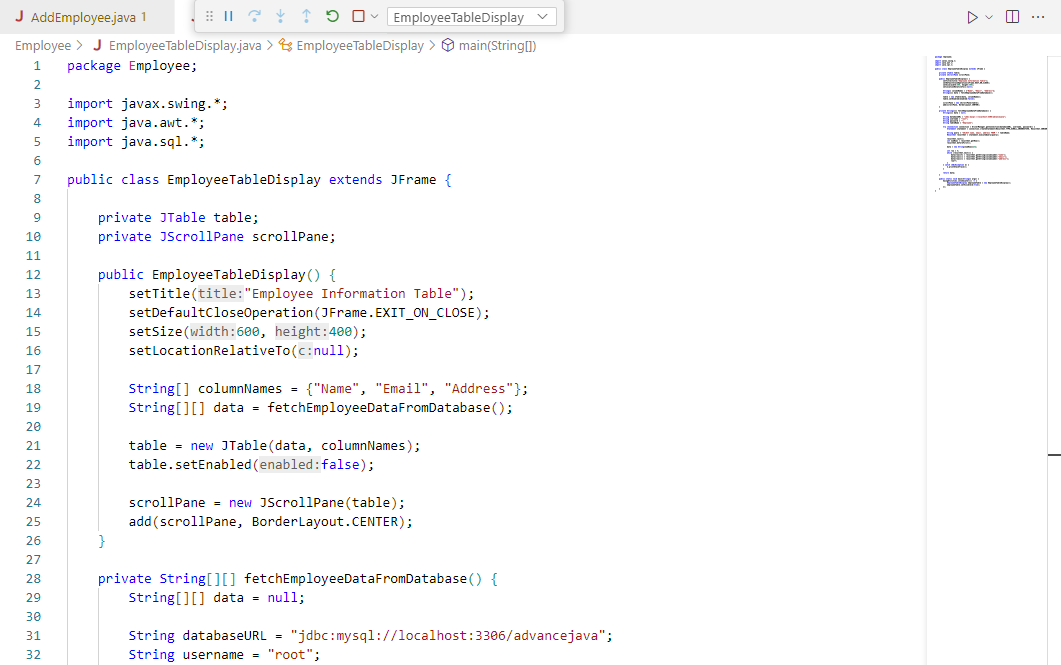 J AddEmployee.java 1
EmployeeTableDisplay
Employee > J EmployeeTableDisplay.java > EmployeeTableDisplay > main(String[])
1 package Employee;
2
3 import javax.swing.*;
4 import java.awt.*;
5 import java.sql.*;
6
7 public class EmployeeTableDisplay extends JFrame {
8
9 private JTable table;
10 private JScrollPane scrollPane;
11
12 public EmployeeTableDisplay() {
13 setTitle(title:"Employee Information Table");
14 setDefaultCloseOperation(JFrame.EXIT_ON_CLOSE);
15 setSize(width:600, height:400);
16 setLocationRelativeTo(c:null);
17
18 String[] columnNames = {"Name", "Email", "Address"};
19 String[][] data = fetchEmployeeDataFromDatabase();
20
21 table = new JTable(data, columnNames);
22 table.setEnabled(enabled:false);
23
24 scrollPane = new JScrollPane(table);
25 add(scrollPane, BorderLayout.CENTER);
26 }
27
28 private String[][] fetchEmployeeDataFromDatabase() {
29 String[][] data = null;
30
31 String databaseURL = "jdbc:mysql://localhost:3306/advancejava";
32 String username = "root";